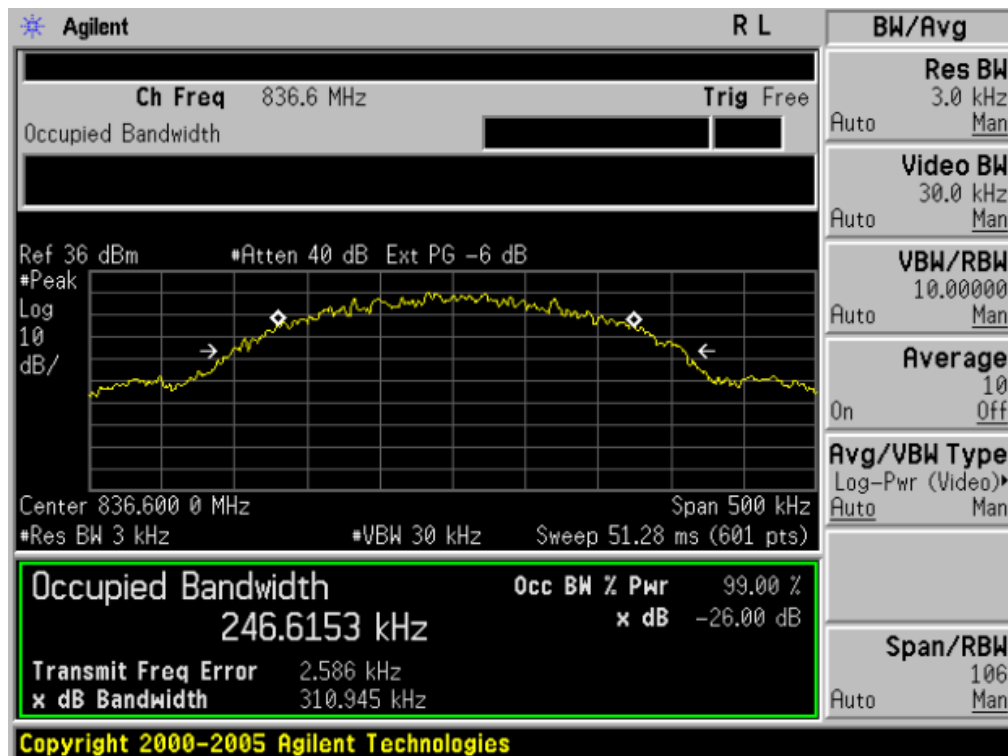 Agilent R L
Ch Freq 836.6 MHz Trig Free
Occupied Bandwidth
Ref 36 dBm #Atten 40 dB Ext PG -6 dB
#Peak
Log
10
dB/
Center 836.600 0 MHz Span 500 kHz
#Res BW 3 kHz #VBW 30 kHz Sweep 51.28 ms (601 pts)
Occupied Bandwidth Occ BW % Pwr 99.00 %
246.6153 kHz x dB -26.00 dB
Transmit Freq Error 2.586 kHz
x dB Bandwidth 310.945 kHz
Copyright 2000-2005 Agilent Technologies
BW/Avg
Res BW
3.0 kHz
Auto Man
Video BW
30.0 kHz
Auto Man
VBW/RBW
10.00000
Auto Man
Average
10
On Off
Avg/VBW Type
Log-Pwr (Video)
Auto Man
Span/RBW
106
Auto Man